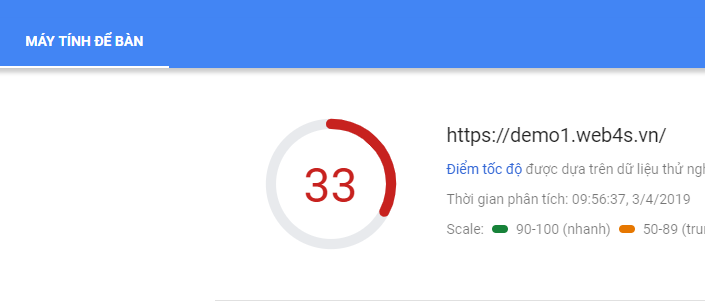 MÁY TÍNH ĐỂ BÀN
33
https://demo1.web4s.vn/
Điểm tốc độ được dựa trên dữ liệu thử
Thời gian phân tích: 09:56:37, 3/4/2019
Scale: 90-100 (nhanh) 50-89